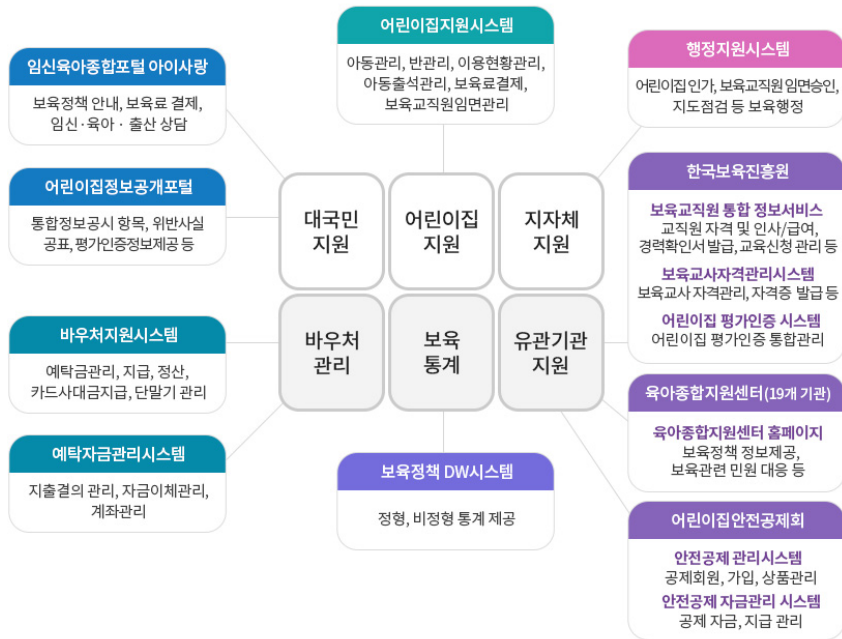 어린이집지원시스템
아동관리, 반관리, 이용현황관리,
아동출석관리, 보육료결제,
보육교직원임면관리
임신육아종합포털 아이사랑
보육정책 안내, 보육료 결제,
임신·육아· 출산 상담
행정지원시스템
어린이집 인가, 보육교직원 임면승인,
지도점검 등 보육행정
어린이집정보공개포털
통합정보공시 항목, 위반사실
공표, 평가인증정보제공 등
대국민
지원
어린이집
지원
지자체
지원
한국보육진흥원
보육교직원 통합 정보서비스
교직원 자격 및 인사/급여,
경력확인서 발급, 교육신청 관리 등
보육교사자격관리시스템
보육교사 자격관리, 자격증 발급 등
어린이집 평가인증 시스템
어린이집 평가인증 통합관리
바우처
관리
보육
통계
유관기관
지원
바우처지원시스템
예탁금관리, 지급, 정산,
카드사대금지급, 단말기 관리
육아종합지원센터(19개 기관)
육아종합지원센터 홈페이지
보육정책 정보제공,
보육관련 민원 대응 등
예탁자금관리시스템
지출결의 관리, 자금이체관리,
계좌관리
보육정책 DW시스템
정형, 비정형 통계 제공
어린이집안전공제회
안전공제 관리시스템
공제회원, 가입, 상품관리
안전공제 자금관리 시스템
공제 자금, 지급 관리